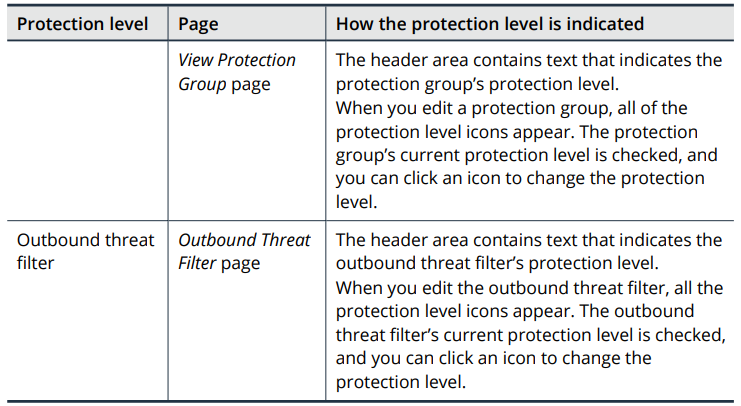 Protection level Page How the protection level is indicated
View Protection
Group page
The header area contains text that indicates the
protection group’s protection level.
When you edit a protection group, all of the
protection level icons appear. The protection
group’s current protection level is checked, and
you can click an icon to change the protection
level.
Outbound threat
filter
Outbound Threat
Filter page
The header area contains text that indicates the
outbound threat filter’s protection level.
When you edit the outbound threat filter, all the
protection level icons appear. The outbound
threat filter’s current protection level is checked,
and you can click an icon to change the
protection level.